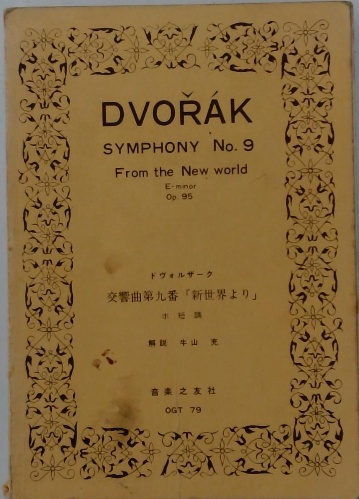 DVOŘÁK
SYMPHONY No. 9
From the New world
E-minor
Op. 95
ドヴォルザーク
交響曲第九番「新世界より」
ホ短調
解説 牛山 充
音楽之友社
OGT 79